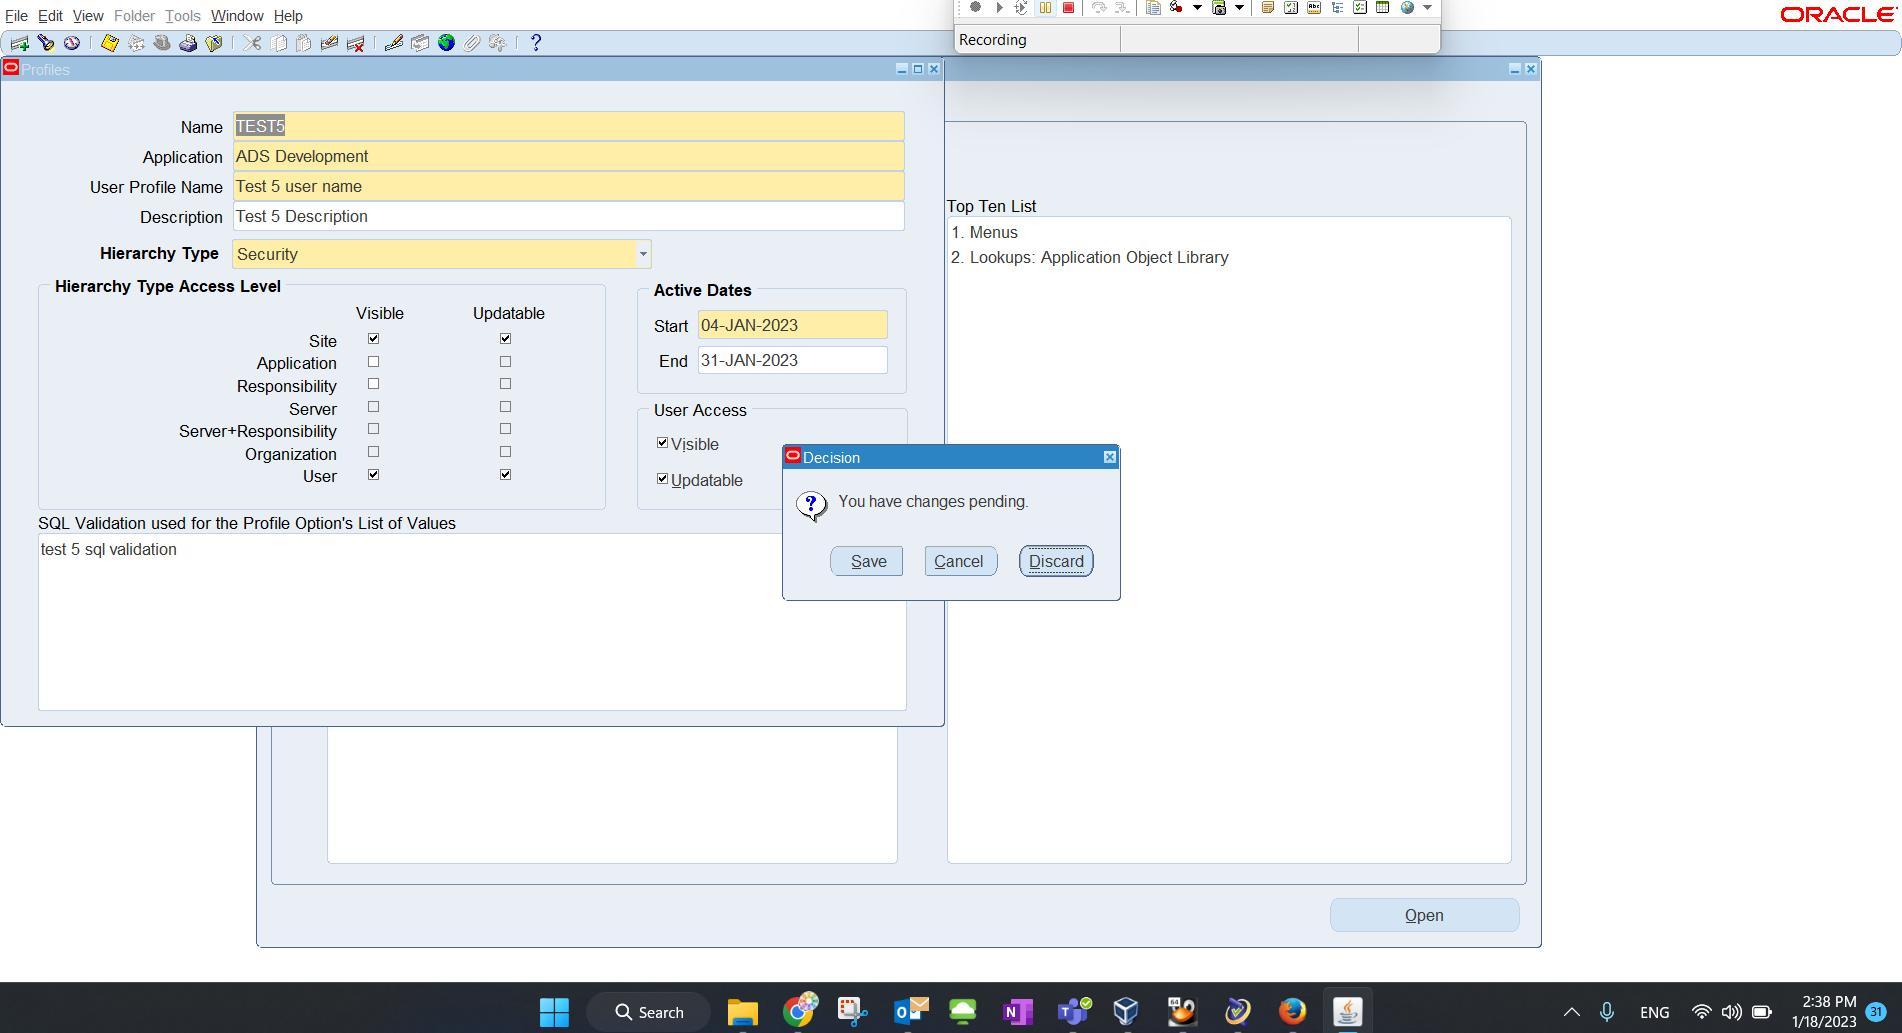 File Edit View Folder Tools Window Help
ORACLE
Recording
Profiles
Name TEST5
Application ADS Development
User Profile Name Test 5 user name
Description Test 5 Description
Hierarchy Type Security
Hierarchy Type Access Level
Visible Updatable
Site
Application
Responsibility
Server
Server+Responsibility
Organization
User
Active Dates
Start 04-JAN-2023
End 31-JAN-2023
User Access
Visible
Updatable
SQL Validation used for the Profile Option's List of Values
test 5 sql validation
Top Ten List
1. Menus
2. Lookups: Application Object Library
Decision
You have changes pending.
Save Cancel Discard
Open
Search
ENG
2:38 PM
1/18/2023
31